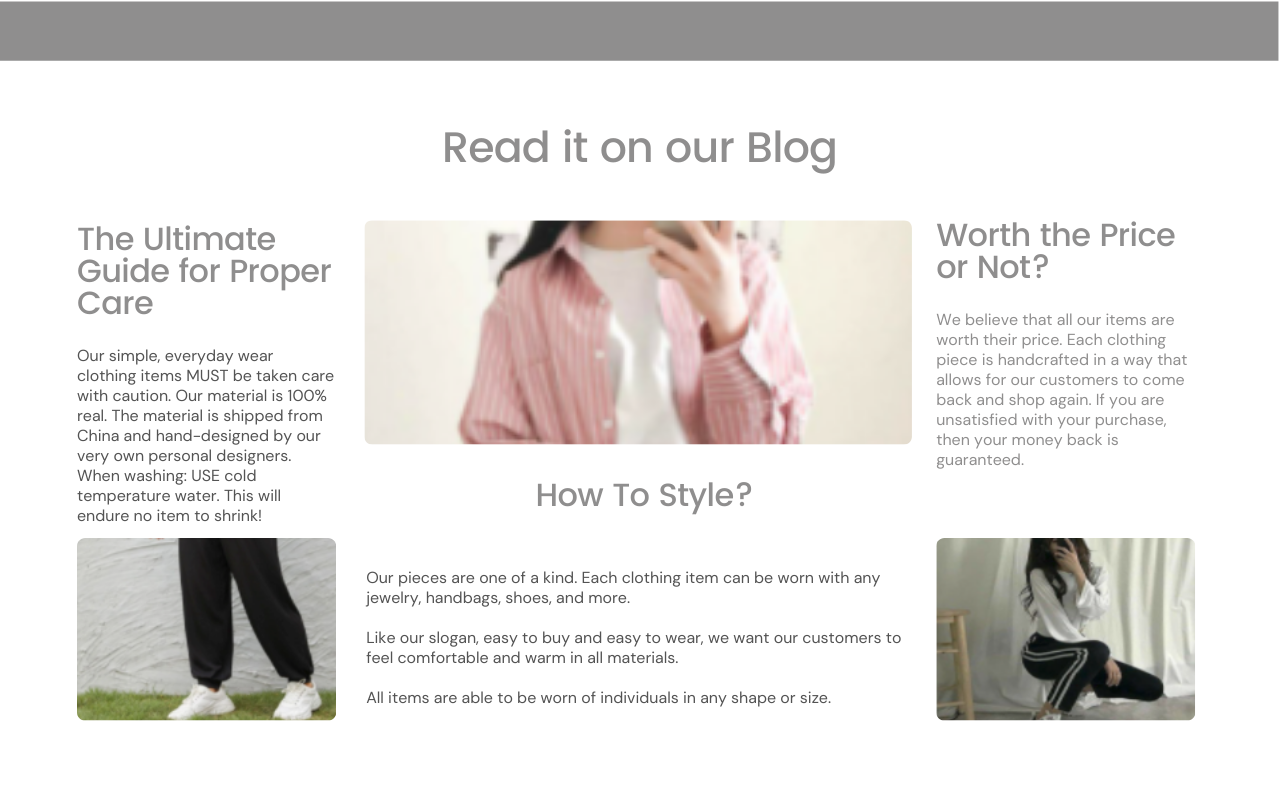 Read it on our Blog
The Ultimate
Guide for Proper
Care
Our simple, everyday wear
clothing items MUST be taken care
with caution. Our material is 100%
real. The material is shipped from
China and hand-designed by our
very own personal designers.
When washing: USE cold
temperature water. This will
endure no item to shrink!
How To Style?
Our pieces are one of a kind. Each clothing item can be worn with any
jewelry, handbags, shoes, and more.
Like our slogan, easy to buy and easy to wear, we want our customers to
feel comfortable and warm in all materials.
All items are able to be worn of individuals in any shape or size.
Worth the Price
or Not?
We believe that all our items are
worth their price. Each clothing
piece is handcrafted in a way that
allows for our customers to come
back and shop again. If you are
unsatisfied with your purchase,
then your money back is
guaranteed.